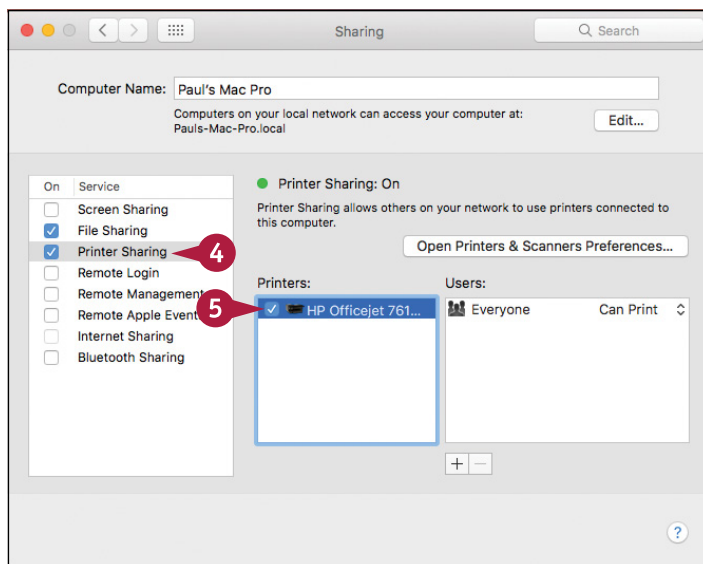 Sharing
Search
Computer Name: Paul's Mac Pro
Computers on your local network can access your computer at:
Pauls-Mac-Pro.local
Edit...
On Service
Screen Sharing
File Sharing
Printer Sharing
4
Remote Login
Remote Management
Remote Apple Event
Internet Sharing
Bluetooth Sharing
Printer Sharing: On
Printer Sharing allows others on your network to use printers connected to
this computer.
Open Printers & Scanners Preferences...
Printers:
5
HP Officejet 761...
Users:
Everyone Can Print
+ −
?